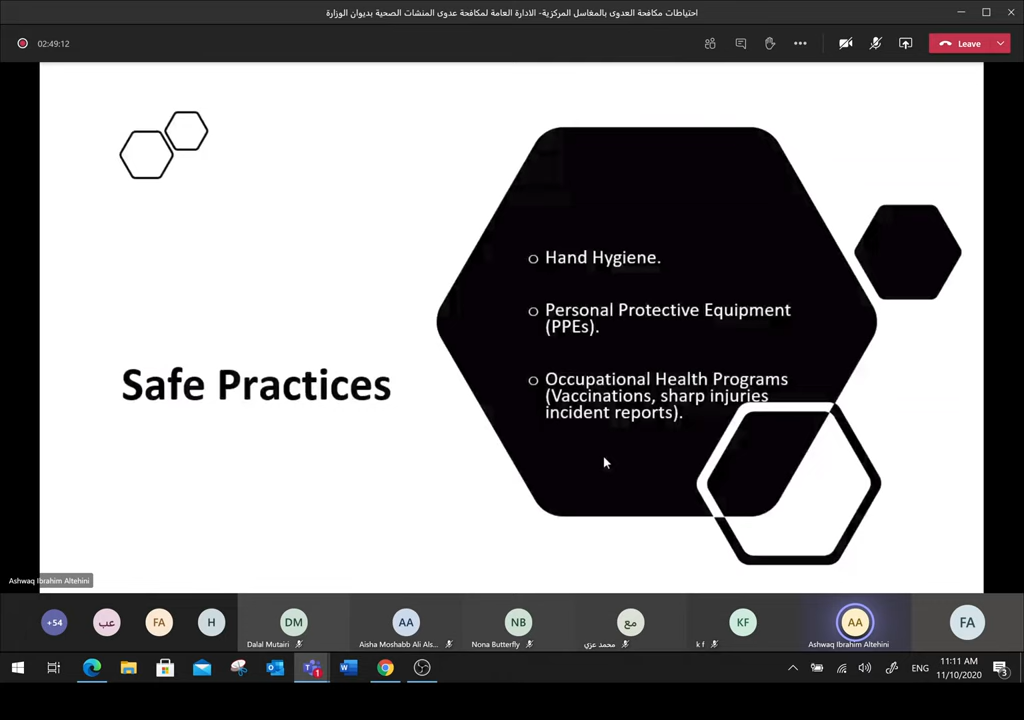 احتياطات مكافحة العدوى بالمغاسل المركزية- الادارة العامة لمكافحة عدوى المنشات الصحية بديوان الوزارة
02:49:12
Leave
Hand Hygiene.
Personal Protective Equipment
(PPEs).
Safe Practices
Occupational Health Programs
(Vaccinations, sharp injuries
incident reports).
Ashwaq Ibrahim Altehini
+54
عب
FA
H
DM
AA
NB
مع
KF
AA
FA
Dalal Mutairi
Aisha Moshabb Ali Als...
Nona Butterfly
محمد عزي
k f
Ashwaq Ibrahim Altehini
1
ENG
11:11 AM
11/10/2020
3